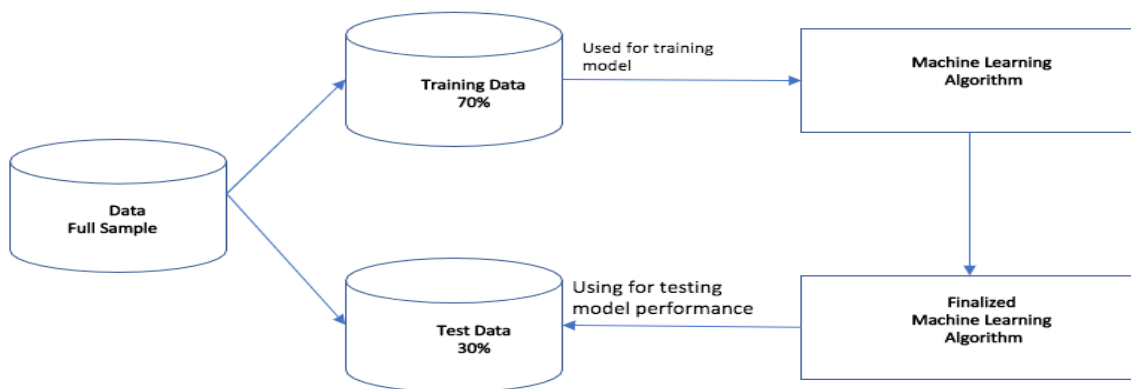 Training Data
70%
Used for training
model
Machine Learning
Algorithm
Data
Full Sample
Test Data
30%
Using for testing
model performance
Finalized
Machine Learning
Algorithm